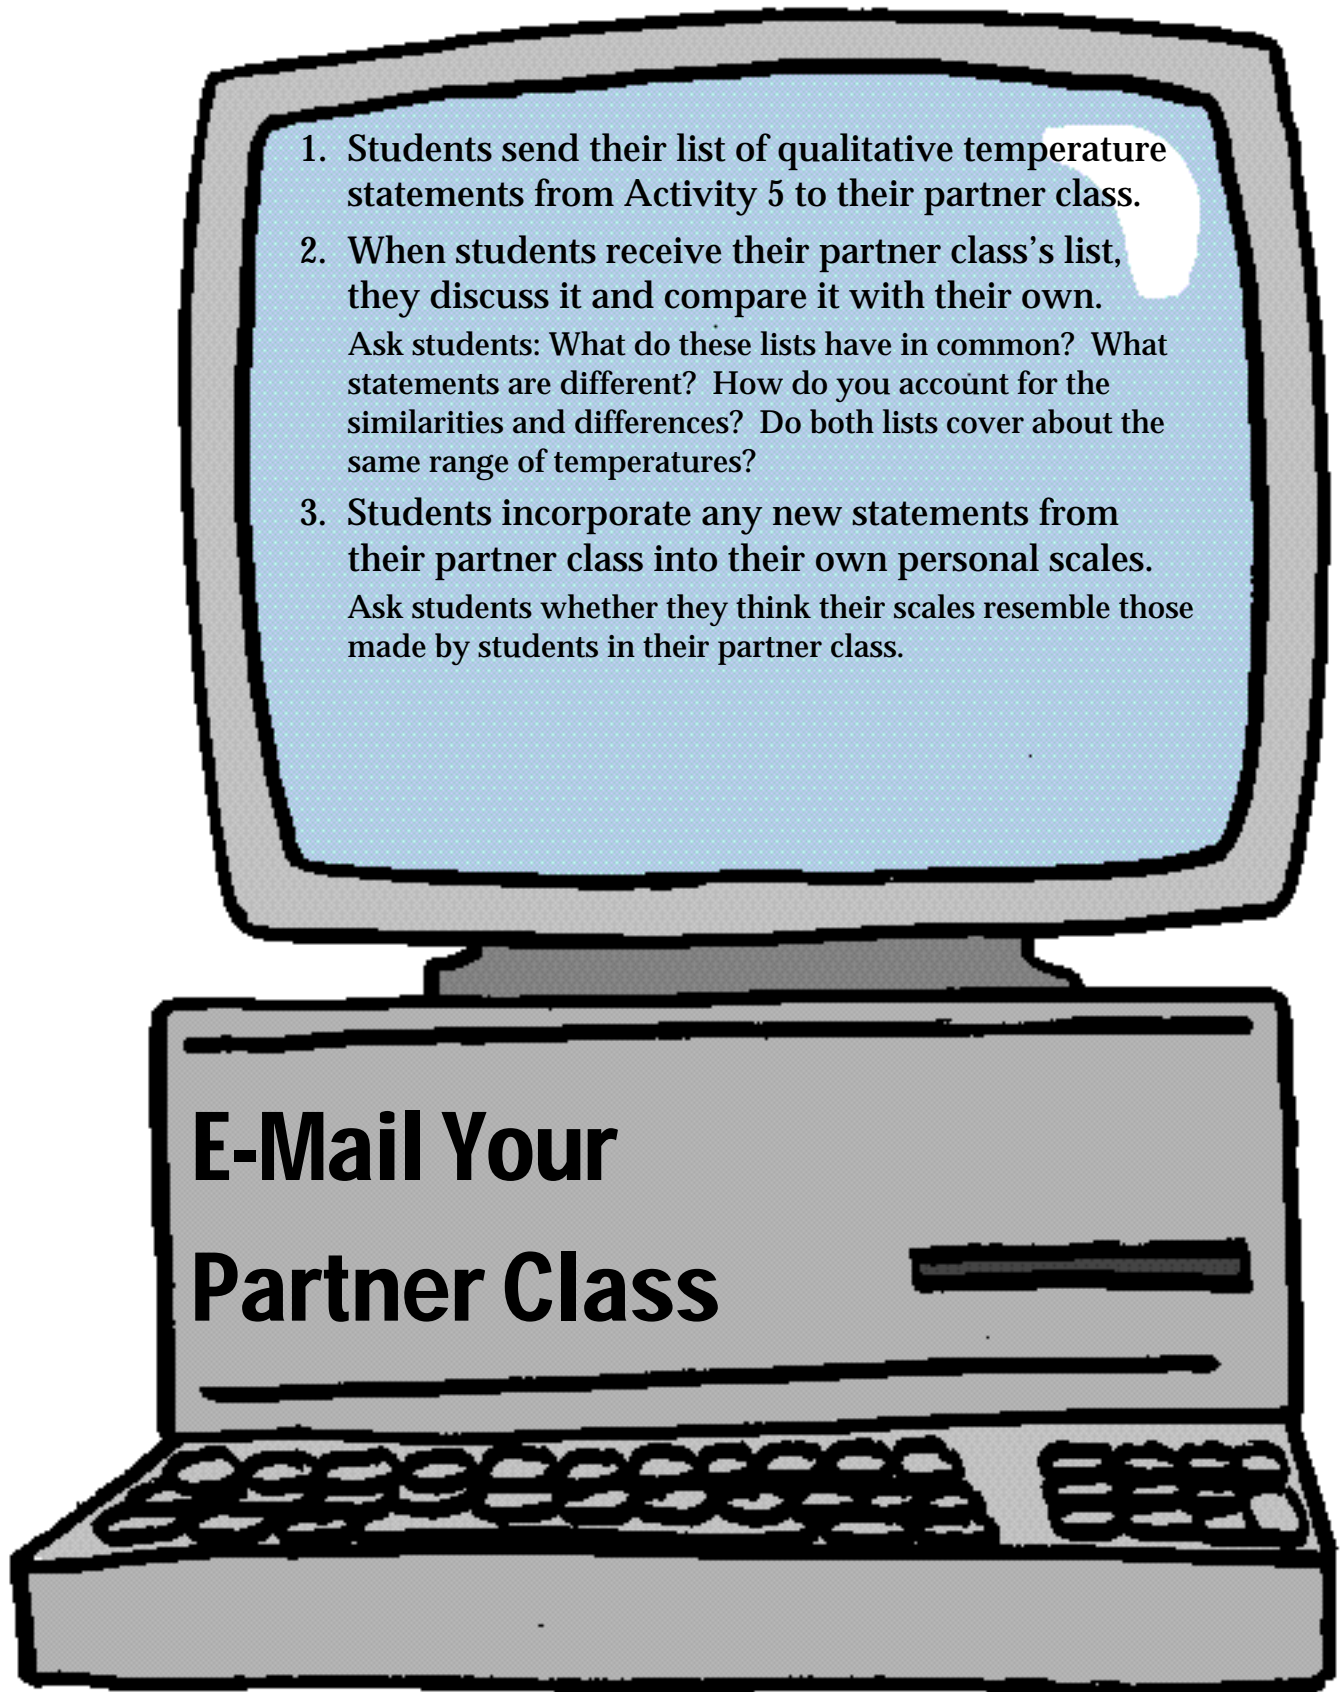 1. Students send their list of qualitative temperature
statements from Activity 5 to their partner class.
2. When students receive their partner class's list,
they discuss it and compare it with their own.
Ask students: What do these lists have in common? What
statements are different? How do you account for the
similarities and differences? Do both lists cover about the
same range of temperatures?
3. Students incorporate any new statements from
their partner class into their own personal scales.
Ask students whether they think their scales resemble those
made by students in their partner class.
E-Mail Your
Partner Class